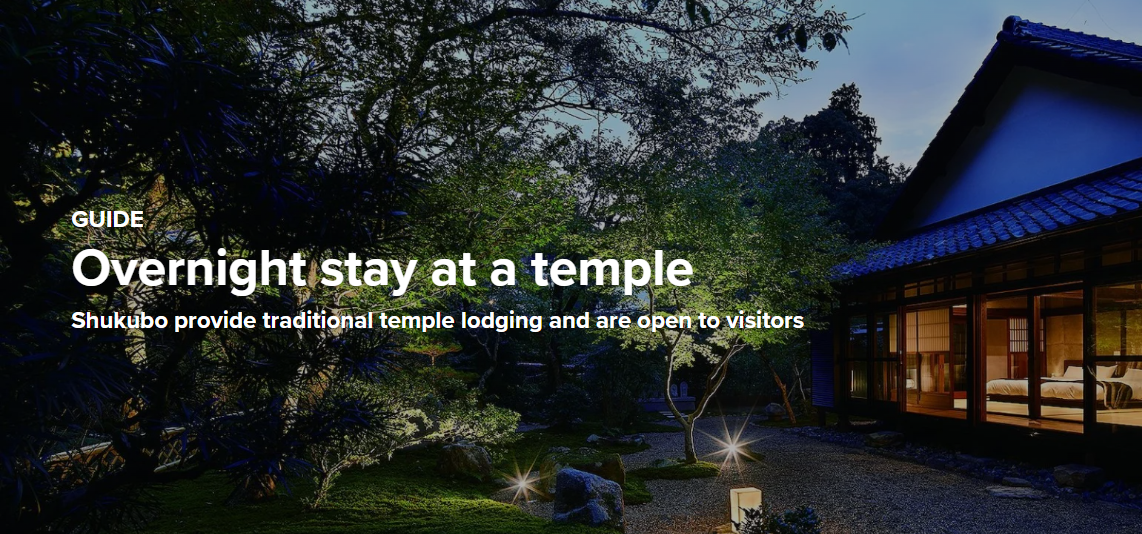 GUIDE
Overnight stay at a temple
Shukubo provide traditional temple lodging and are open to visitors